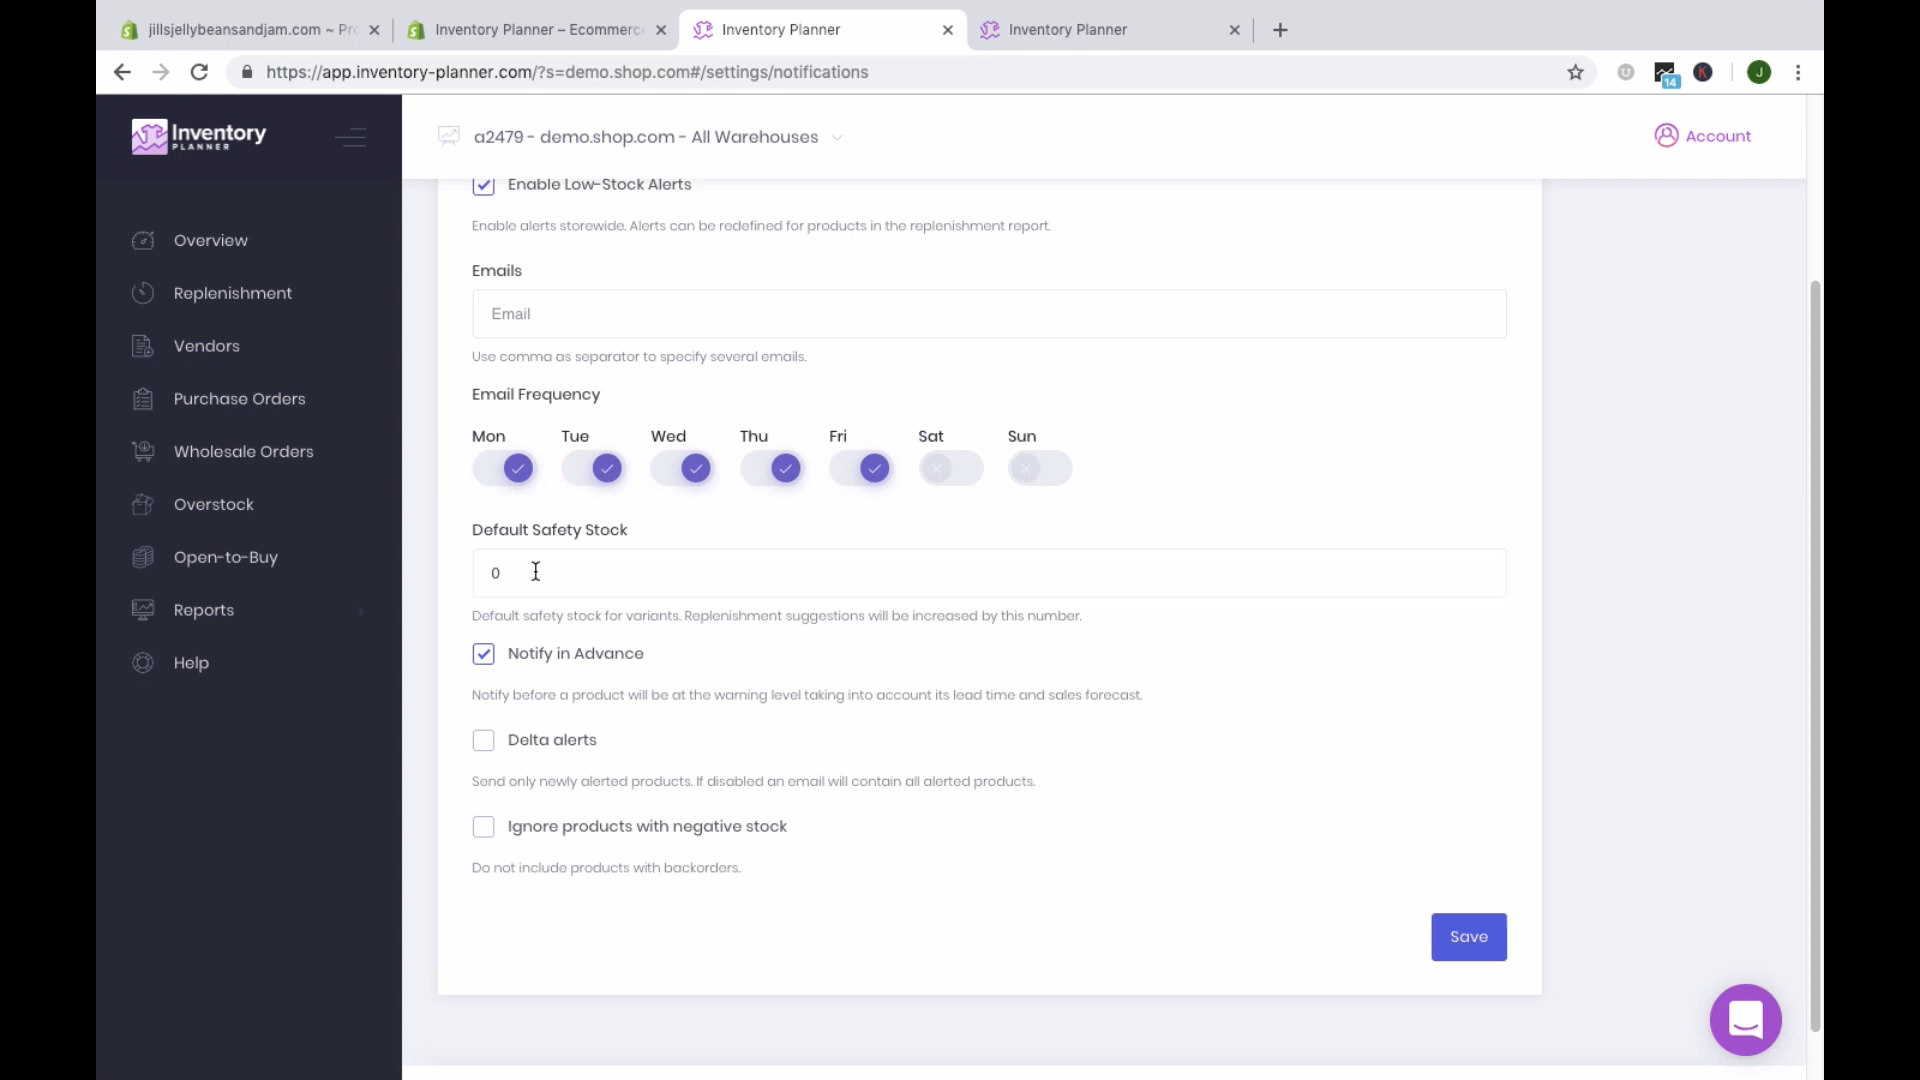 jillsjellybeansandjam.com ~ Pr
Inventory Planner – Ecommerc
Inventory Planner
Inventory Planner
https://app.inventory-planner.com/?s=demo.shop.com#/settings/notifications
14
K
J
Inventory
PLANNER
a2479 - demo.shop.com - All Warehouses
Account
Overview
Replenishment
Vendors
Purchase Orders
Wholesale Orders
Overstock
Open-to-Buy
Reports
Help
Enable Low-Stock Alerts
Enable alerts storewide. Alerts can be redefined for products in the replenishment report.
Emails
Email
Use comma as separator to specify several emails.
Email Frequency
Mon Tue Wed Thu Fri Sat Sun
Default Safety Stock
0
Default safety stock for variants. Replenishment suggestions will be increased by this number.
Notify in Advance
Notify before a product will be at the warning level taking into account its lead time and sales forecast.
Delta alerts
Send only newly alerted products. If disabled an email will contain all alerted products.
Ignore products with negative stock
Do not include products with backorders.
Save